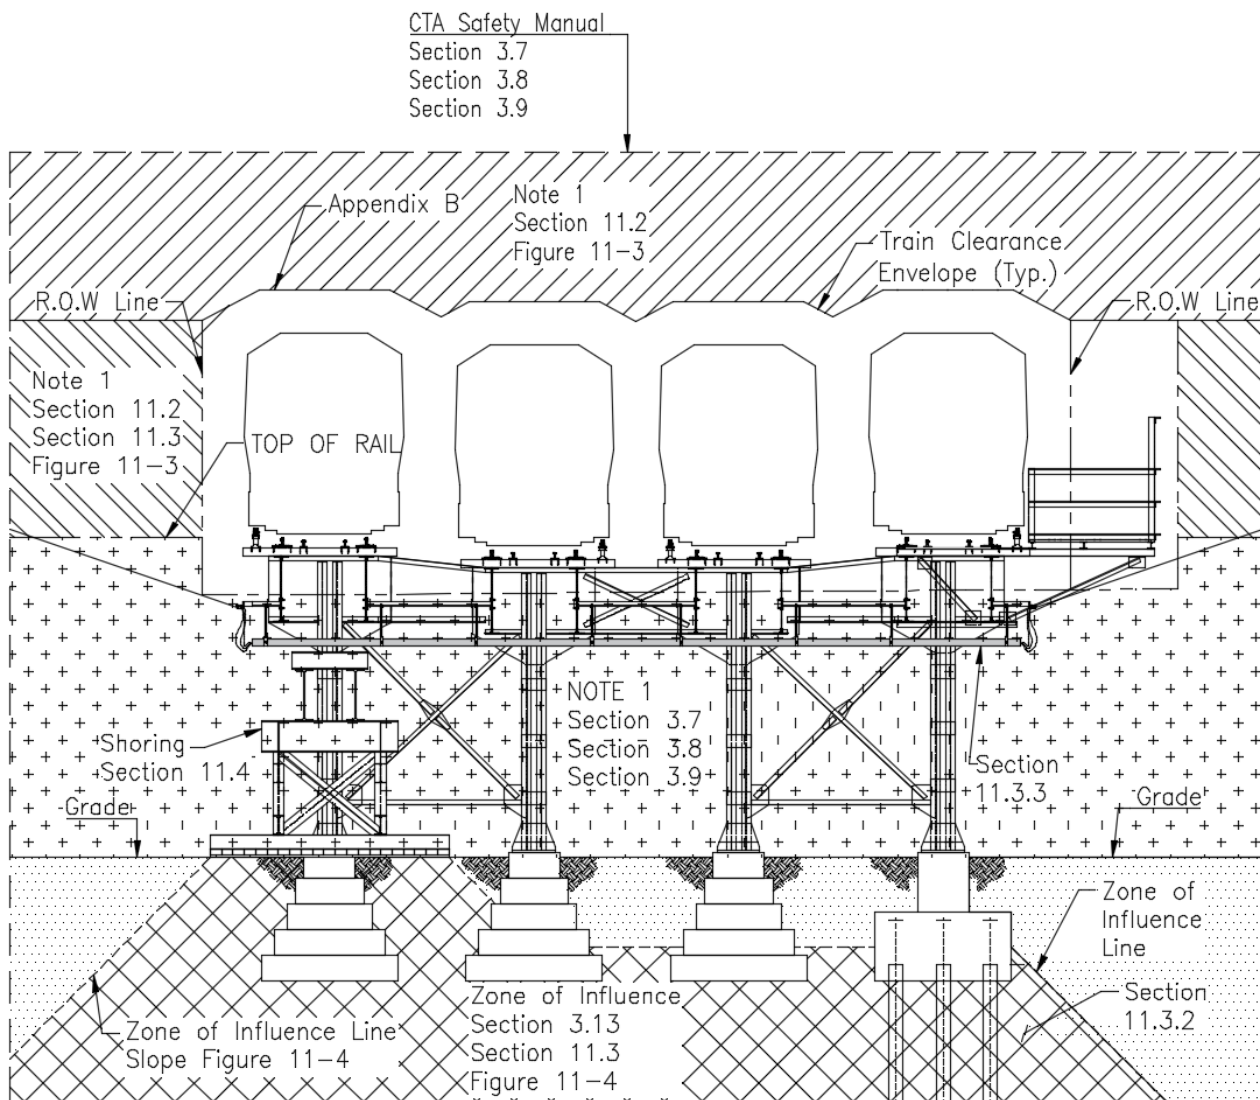 CTA Safety Manual
Section 3.7
Section 3.8
Section 3.9
Appendix B
Note 1
Section 11.2
Figure 11-3
Train Clearance
Envelope (Typ.)
R.O.W Line
R.O.W Line
Note 1
Section 11.2
Section 11.3
Figure 11-3
TOP OF RAIL
NOTE 1
Section 3.7
Section 3.8
Section 3.9
Shoring
Section 11.4
Section
11.3.3
Grade
Grade
Zone of
Influence
Line
Zone of Influence Line
Slope Figure 11-4
Zone of Influence
Section 3.13
Section 11.3
Figure 11-4
Section
11.3.2